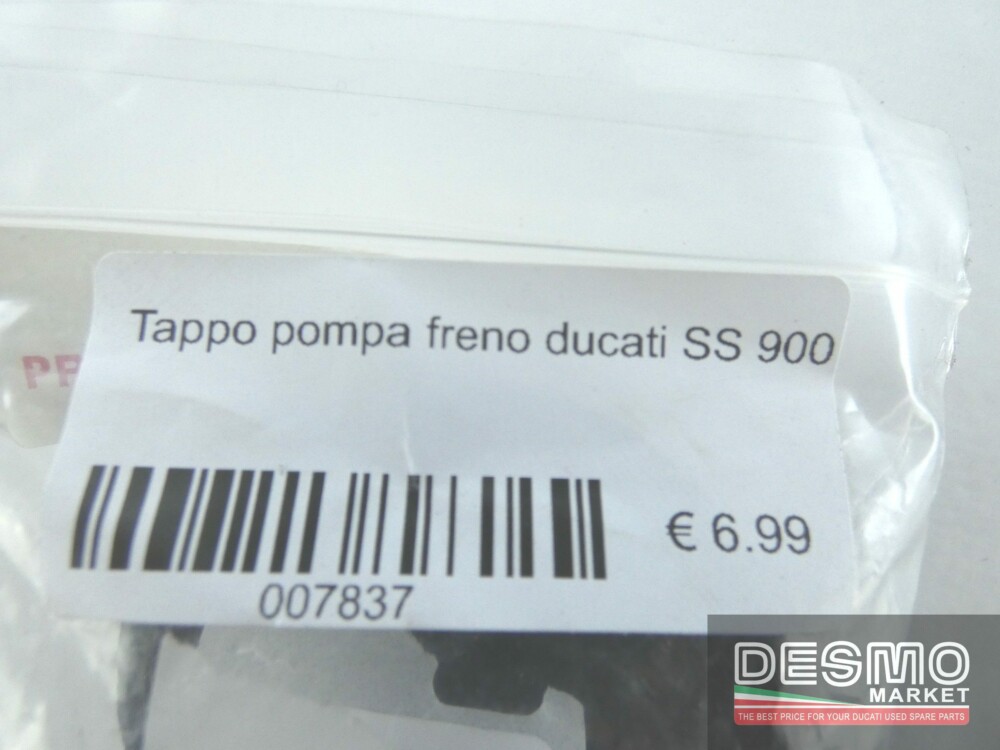 Tappo pompa freno ducati SS 900
€ 6.99
007837
DESMO
MARKET
THE BEST PRICE FOR YOUR DUCATI USED SPARE PARTS